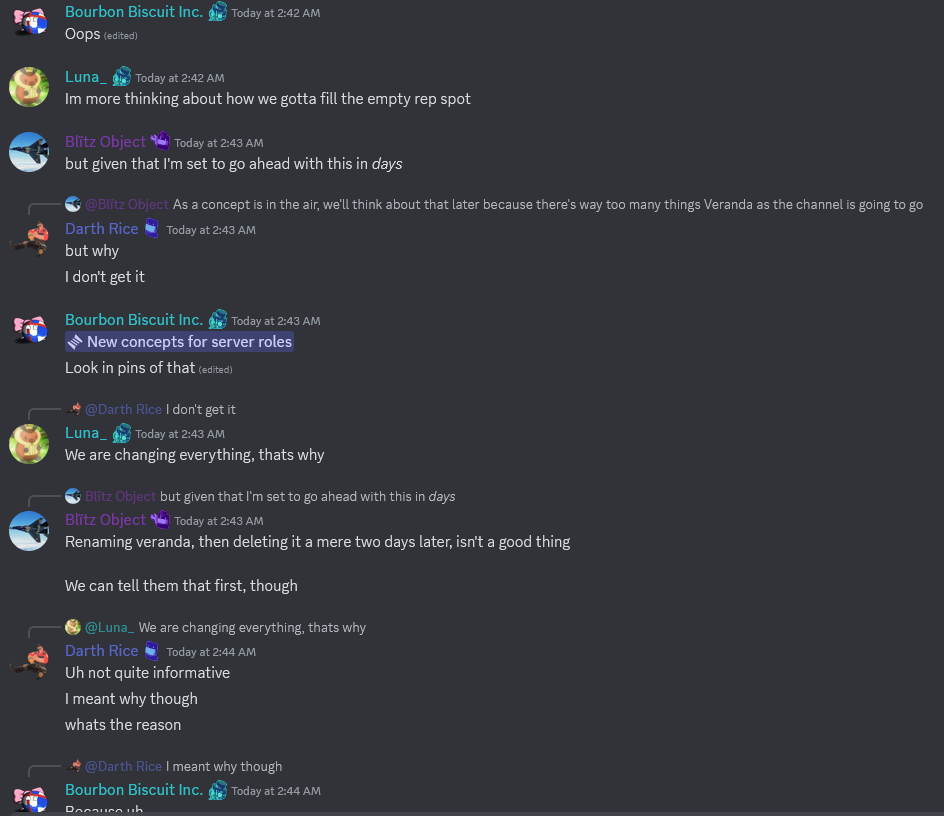 Bourbon Biscuit Inc. Today at 2:42 AM
Oops (edited)
Luna_ Today at 2:42 AM
Im more thinking about how we gotta fill the empty rep spot
Blītz Object Today at 2:43 AM
but given that I'm set to go ahead with this in days
@Blītz Object As a concept is in the air, we'll think about that later because there's way too many things Veranda as the channel is going to go
Darth Rice Today at 2:43 AM
but why
I don't get it
Bourbon Biscuit Inc. Today at 2:43 AM
New concepts for server roles
Look in pins of that (edited)
@Darth Rice I don't get it
Luna_ Today at 2:43 AM
We are changing everything, thats why
Blītz Object but given that I'm set to go ahead with this in days
Blītz Object Today at 2:43 AM
Renaming veranda, then deleting it a mere two days later, isn't a good thing
We can tell them that first, though
@Luna_ We are changing everything, thats why
Darth Rice Today at 2:44 AM
Uh not quite informative
I meant why though
whats the reason
@Darth Rice I meant why though
Bourbon Biscuit Inc. Today at 2:44 AM
Because uh